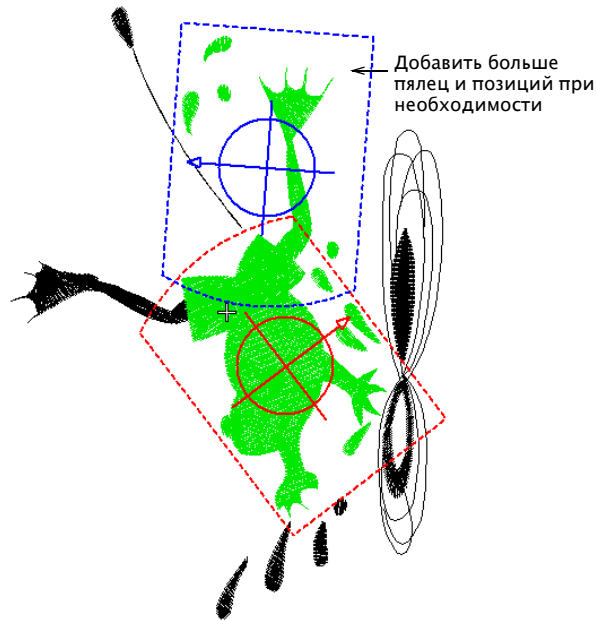 Добавить больше
пялец и позиций при
необходимости